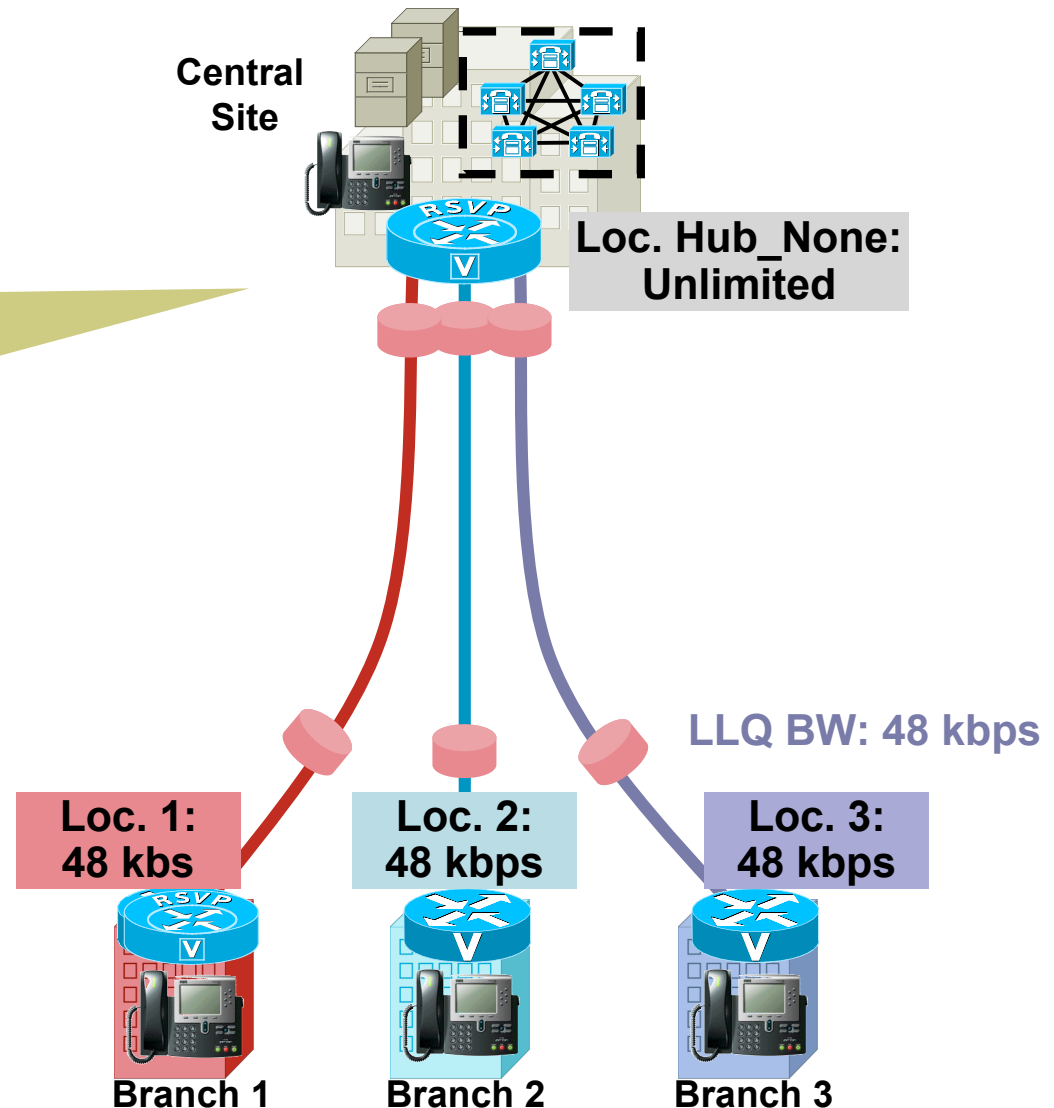 Central
Site
RSVP
V
Loc. Hub_None:
Unlimited
LLQ BW: 48 kbps
Loc. 1:
48 kbs
Loc. 2:
48 kbps
Loc. 3:
48 kbps
RSVP
V
V
V
Branch 1
Branch 2
Branch 3